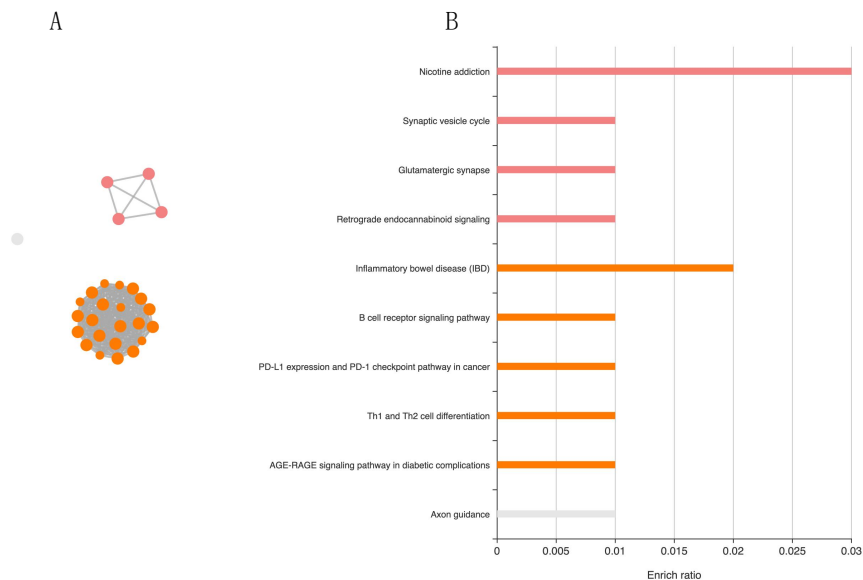 A
B
Nicotine addiction
Synaptic vesicle cycle
Glutamatergic synapse
Retrograde endocannabinoid signaling
Inflammatory bowel disease (IBD)
B cell receptor signaling pathway
PD-L1 expression and PD-1 checkpoint pathway in cancer
Th1 and Th2 cell differentiation
AGE-RAGE signaling pathway in diabetic complications
Axon guidance
0 0.005 0.01 0.015 0.02 0.025 0.03
Enrich ratio